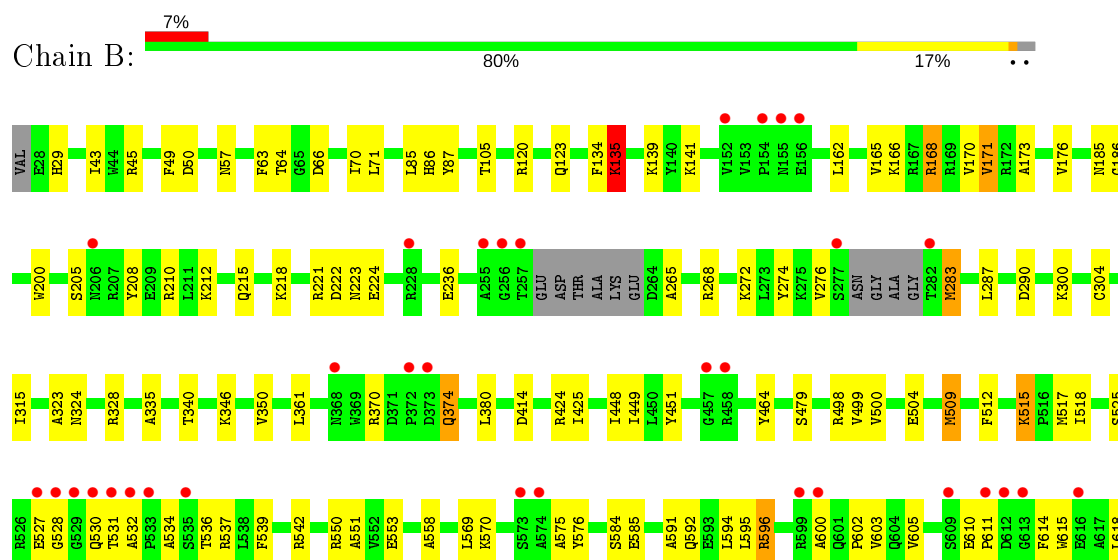 7%
Chain B:
80% 17% • •
VAL E28 H29 I43 W44 R45 F49 D50 N57 F63 T64 G65 D66 I70 L71 L85 H86 Y87 T105 R120 Q123 F134 K135 K139 Y140 K141 V152 V153 P154 N155 E156 L162 V165 K166 R167 R168 R169 V170 V171 R172 A173 V176 N185
W200 S205 N206 R207 Y208 E209 R210 L211 K212 Q215 K218 R221 D222 N223 E224 R228 E236 A255 G256 T257 GLU ASP THR ALA LYS GLU D264 A265 R268 K272 L273 Y274 K275 V276 S277 ASN GLY ALA GLY T282 M283 L287 D290 K300 C304
I315 A323 N324 R328 A335 T340 K346 V350 L361 N368 W369 R370 D371 P372 D373 Q374 L380 D414 R424 I425 I448 I449 L450 Y451 G457 R458 Y464 S479 R498 V499 V500 E504 M509 F512 K515 P516 M517 I518
R526 E527 G528 G529 Q530 T531 A532 P533 A534 S535 T536 R537 L538 F539 R542 R550 A551 V552 E553 A558 L569 K570 S573 A574 A575 Y576 S584 E585 A591 Q592 E593 L594 L595 R596 R599 A600 Q601 P602 V603 Q604 V605 S609 E610 P611 D612 G613 F614 W615 E616 A617